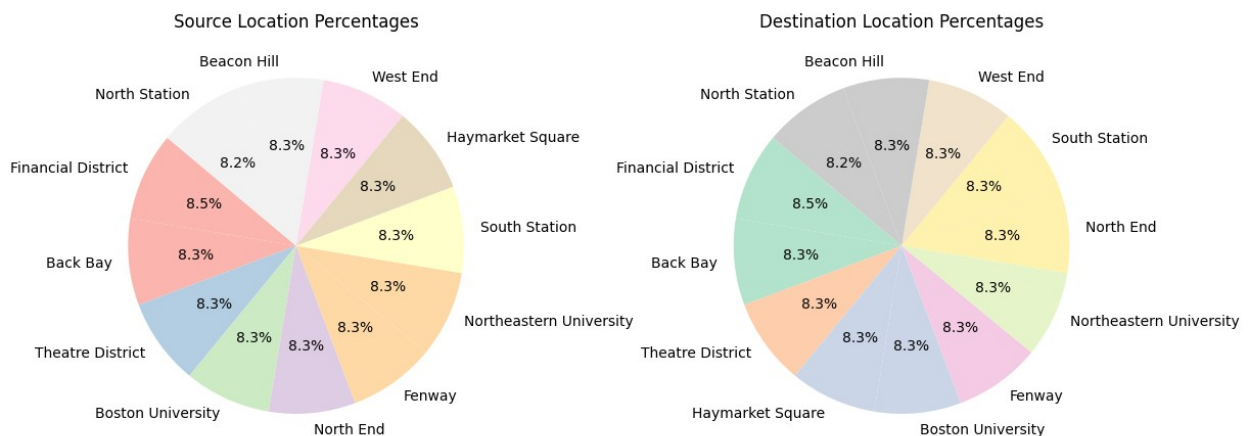 Source Location Percentages
Beacon Hill
West End
North Station
Haymarket Square
8.3%
8.3%
8.2%
Financial District
8.3%
8.5%
8.3%
South Station
Back Bay
8.3%
8.3%
8.3%
8.3%
Northeastern University
8.3%
8.3%
Theatre District
Fenway
Boston University
North End
Destination Location Percentages
Beacon Hill
West End
North Station
South Station
8.3%
8.3%
8.2%
Financial District
8.3%
8.5%
North End
8.3%
Back Bay
8.3%
8.3%
8.3%
Northeastern University
8.3%
8.3%
8.3%
Theatre District
Fenway
Haymarket Square
Boston University